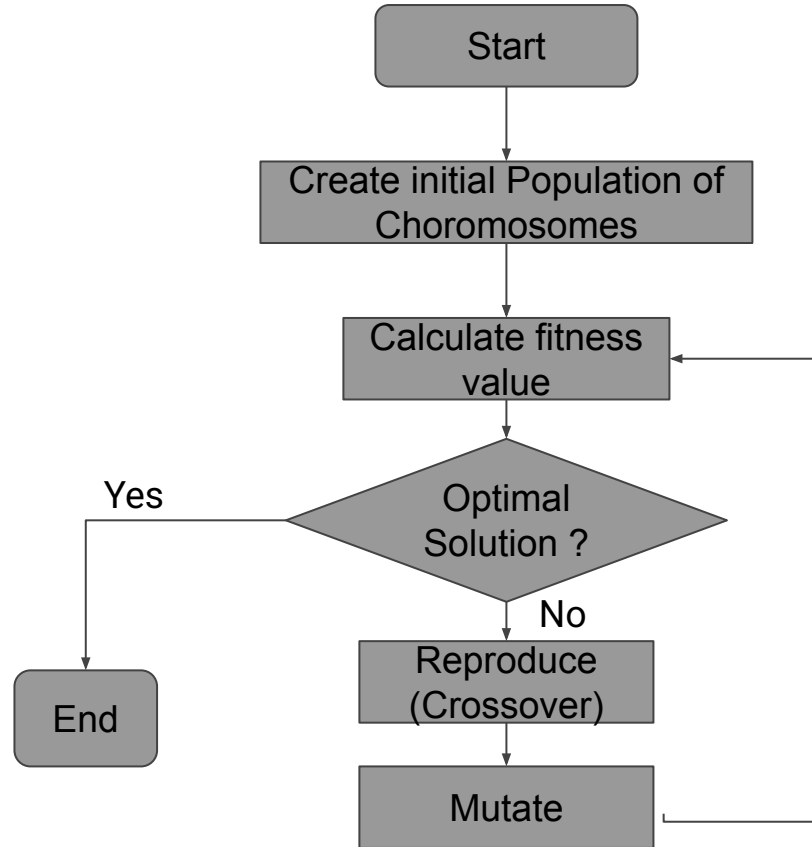 Start
Create initial Population of
Choromosomes
Calculate fitness
value
Yes
Optimal
Solution ?
No
Reproduce
(Crossover)
End
Mutate